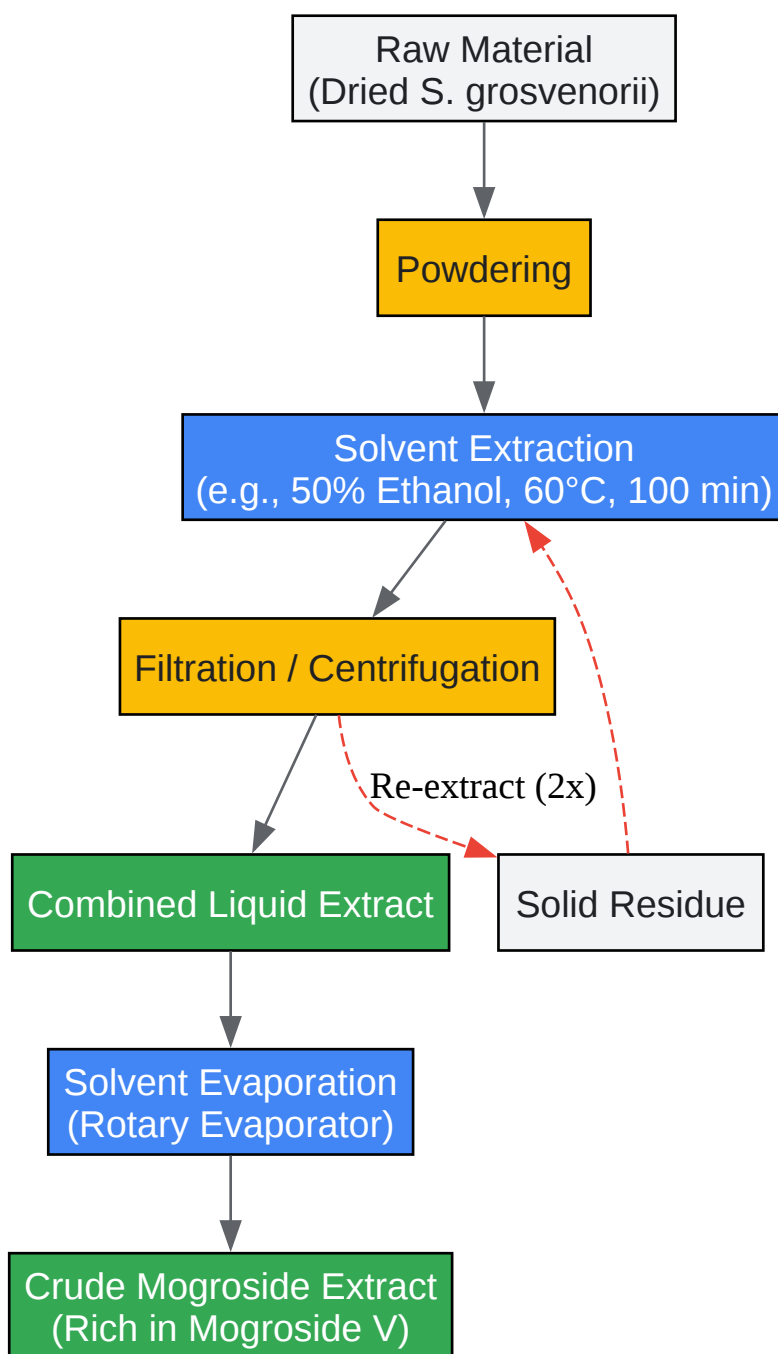 Raw Material
(Dried S. grosvenorii)
Powdering
Solvent Extraction
(e.g., 50% Ethanol, 60°C, 100 min)
Filtration / Centrifugation
Re-extract (2x)
Combined Liquid Extract
Solid Residue
Solvent Evaporation
(Rotary Evaporator)
Crude Mogroside Extract
(Rich in Mogroside V)